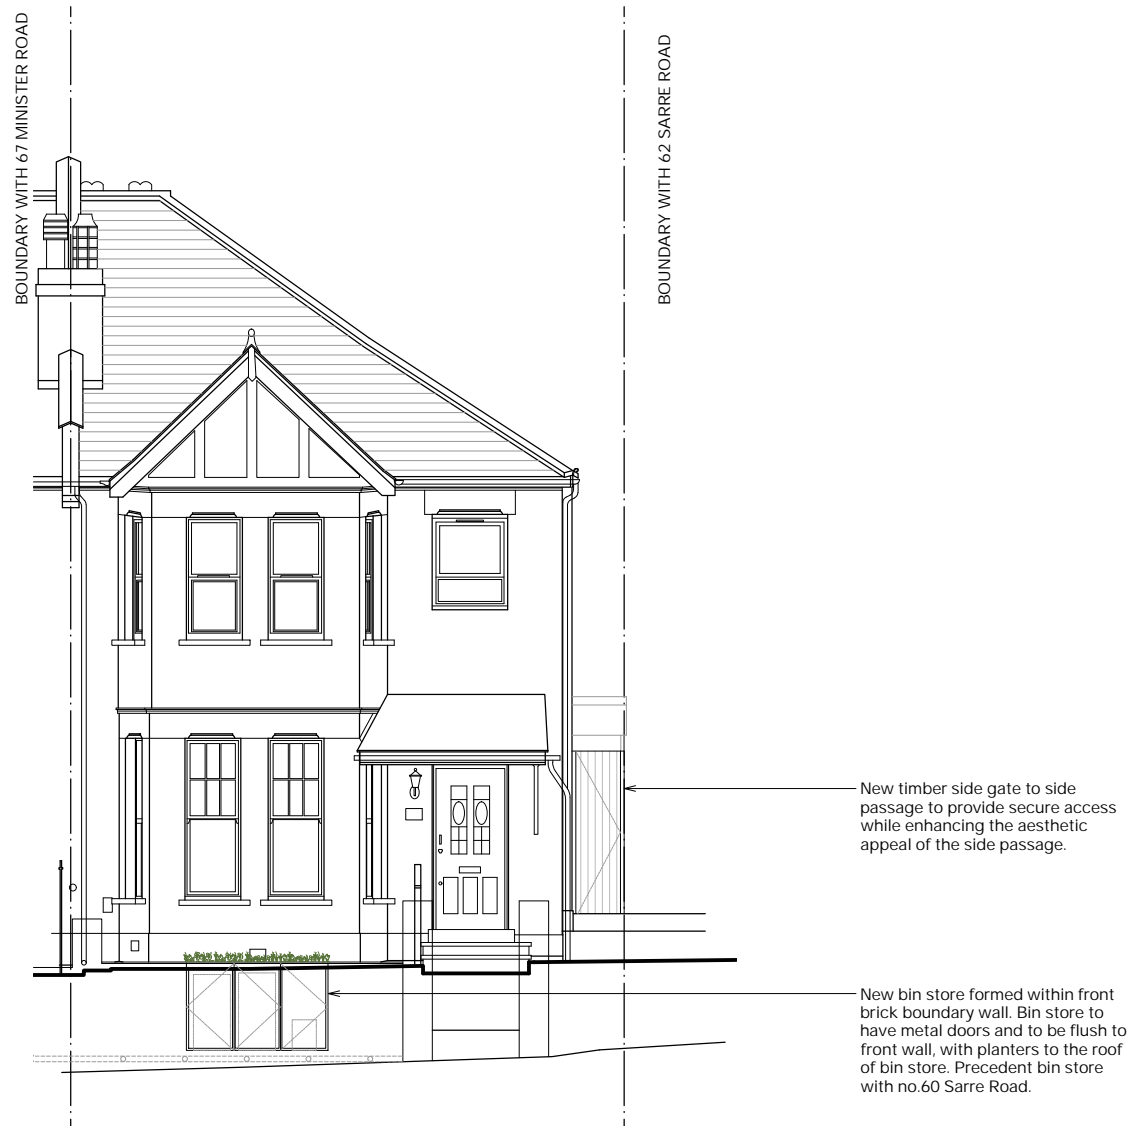 BOUNDARY WITH 67 MINISTER ROAD
BOUNDARY WITH 62 SARRE ROAD
New timber side gate to side
passage to provide secure access
while enhancing the aesthetic
appeal of the side passage.
New bin store formed within front
brick boundary wall. Bin store to
have metal doors and to be flush to
front wall, with planters to the roof
of bin store. Precedent bin store
with no.60 Sarre Road.